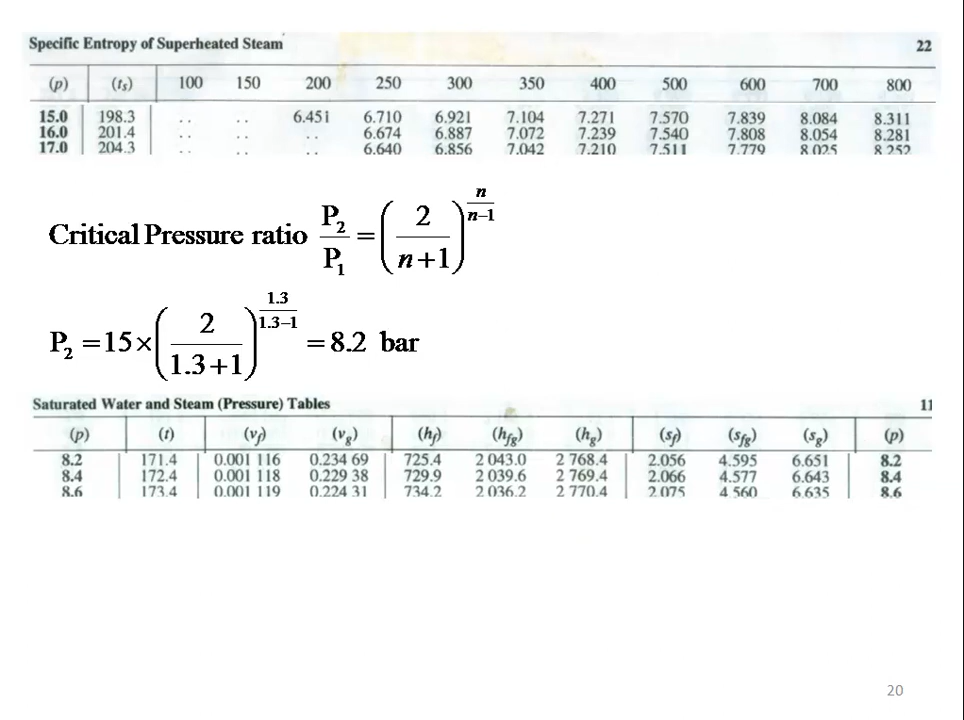 Specific Entropy of Superheated Steam 22
(p) (ts) 100 150 200 250 300 350 400 500 600 700 800
15.0 198.3 . . . . 6.451 6.710 6.921 7.104 7.271 7.570 7.839 8.084 8.311
16.0 201.4 . . . . . . 6.674 6.887 7.072 7.239 7.540 7.808 8.054 8.281
17.0 204.3 . . . . . . 6.640 6.856 7.042 7.210 7.511 7.779 8.025 8.252
Critical Pressure ratio P₂/P₁ = (2/(n+1))^(n/(n−1))
P₂ = 15 × (2/(1.3+1))^(1.3/(1.3−1)) = 8.2 bar
Saturated Water and Steam (Pressure) Tables 11
(p) (t) (vf) (vg) (hf) (hfg) (hg) (sf) (sfg) (sg) (p)
8.2 171.4 0.001 116 0.234 69 725.4 2 043.0 2 768.4 2.056 4.595 6.651 8.2
8.4 172.4 0.001 118 0.229 38 729.9 2 039.6 2 769.4 2.066 4.577 6.643 8.4
8.6 173.4 0.001 119 0.224 31 734.2 2 036.2 2 770.4 2.075 4.560 6.635 8.6
20